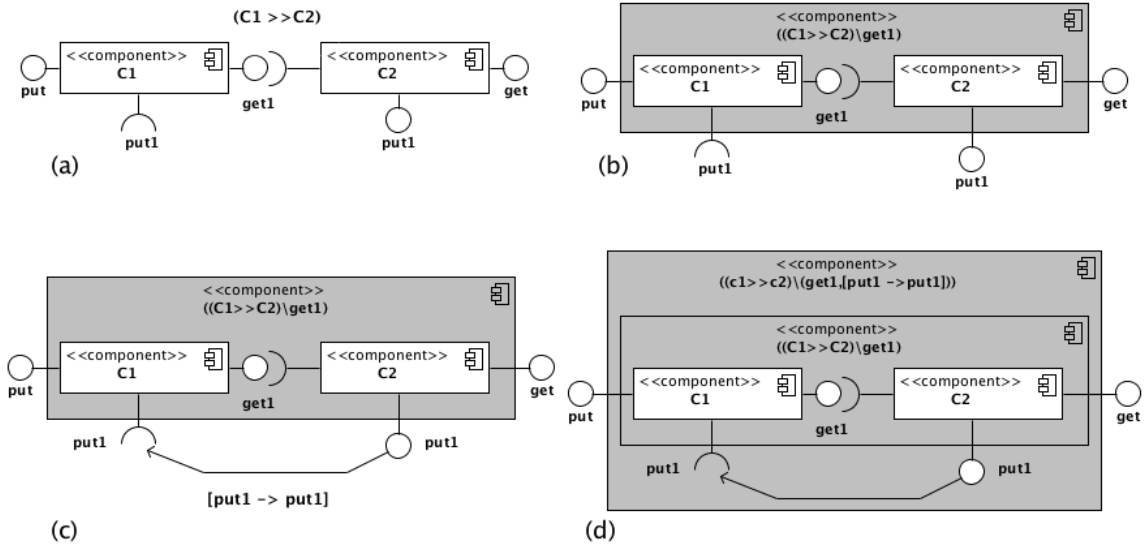 (C1 >>C2)
<<component>>
C1
<<component>>
C2
put
get1
get
put1
put1
(a)
<<component>>
((C1>>C2)\get1)
<<component>>
C1
<<component>>
C2
put
get1
get
put1
put1
(b)
<<component>>
((C1>>C2)\get1)
<<component>>
C1
<<component>>
C2
put
get1
get
put1
put1
[put1 -> put1]
(c)
<<component>>
((c1>>c2)\(get1,[put1 ->put1]))
<<component>>
((C1>>C2)\get1)
<<component>>
C1
<<component>>
C2
put
get1
get
put1
put1
(d)